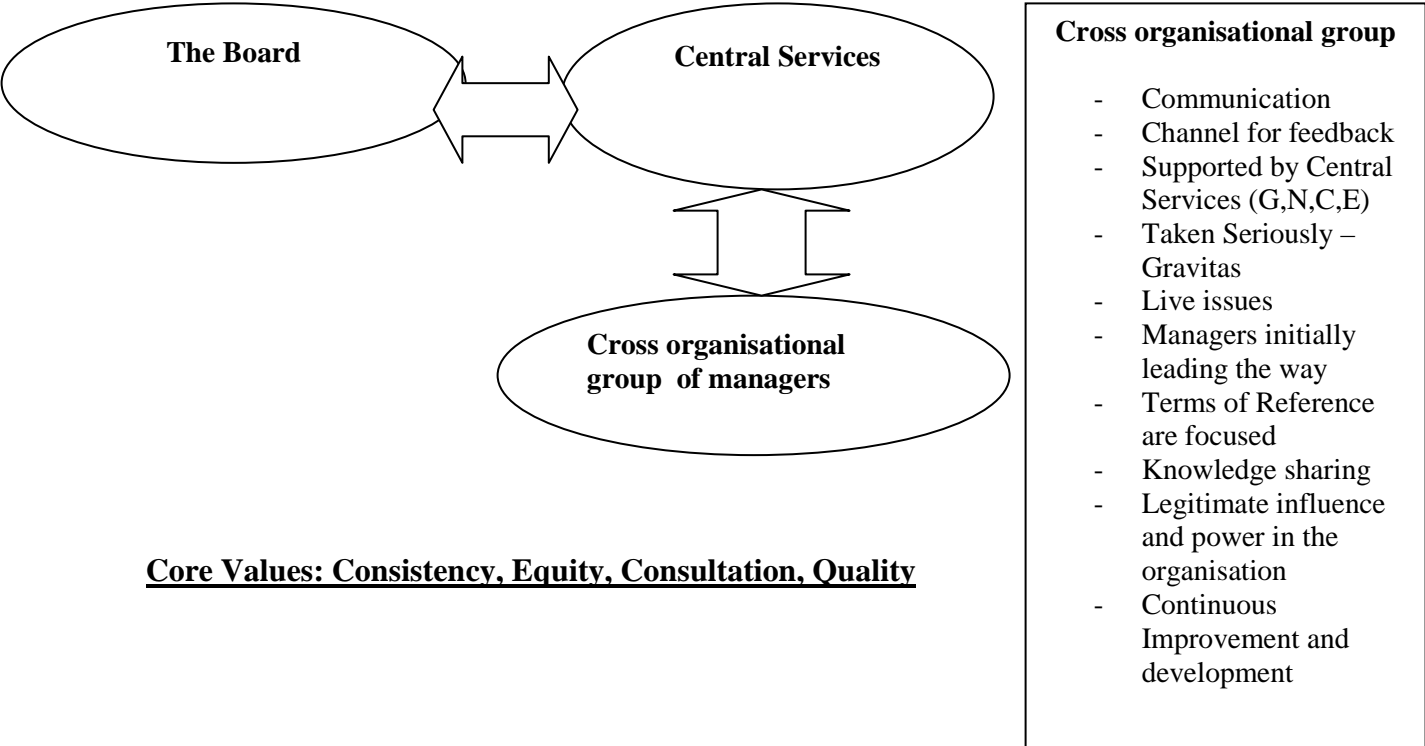 The Board
Central Services
Cross organisational
group of managers
Core Values: Consistency, Equity, Consultation, Quality
Cross organisational group
- Communication
- Channel for feedback
- Supported by Central
Services (G,N,C,E)
- Taken Seriously –
Gravitas
- Live issues
- Managers initially
leading the way
- Terms of Reference
are focused
- Knowledge sharing
- Legitimate influence
and power in the
organisation
- Continuous
Improvement and
development